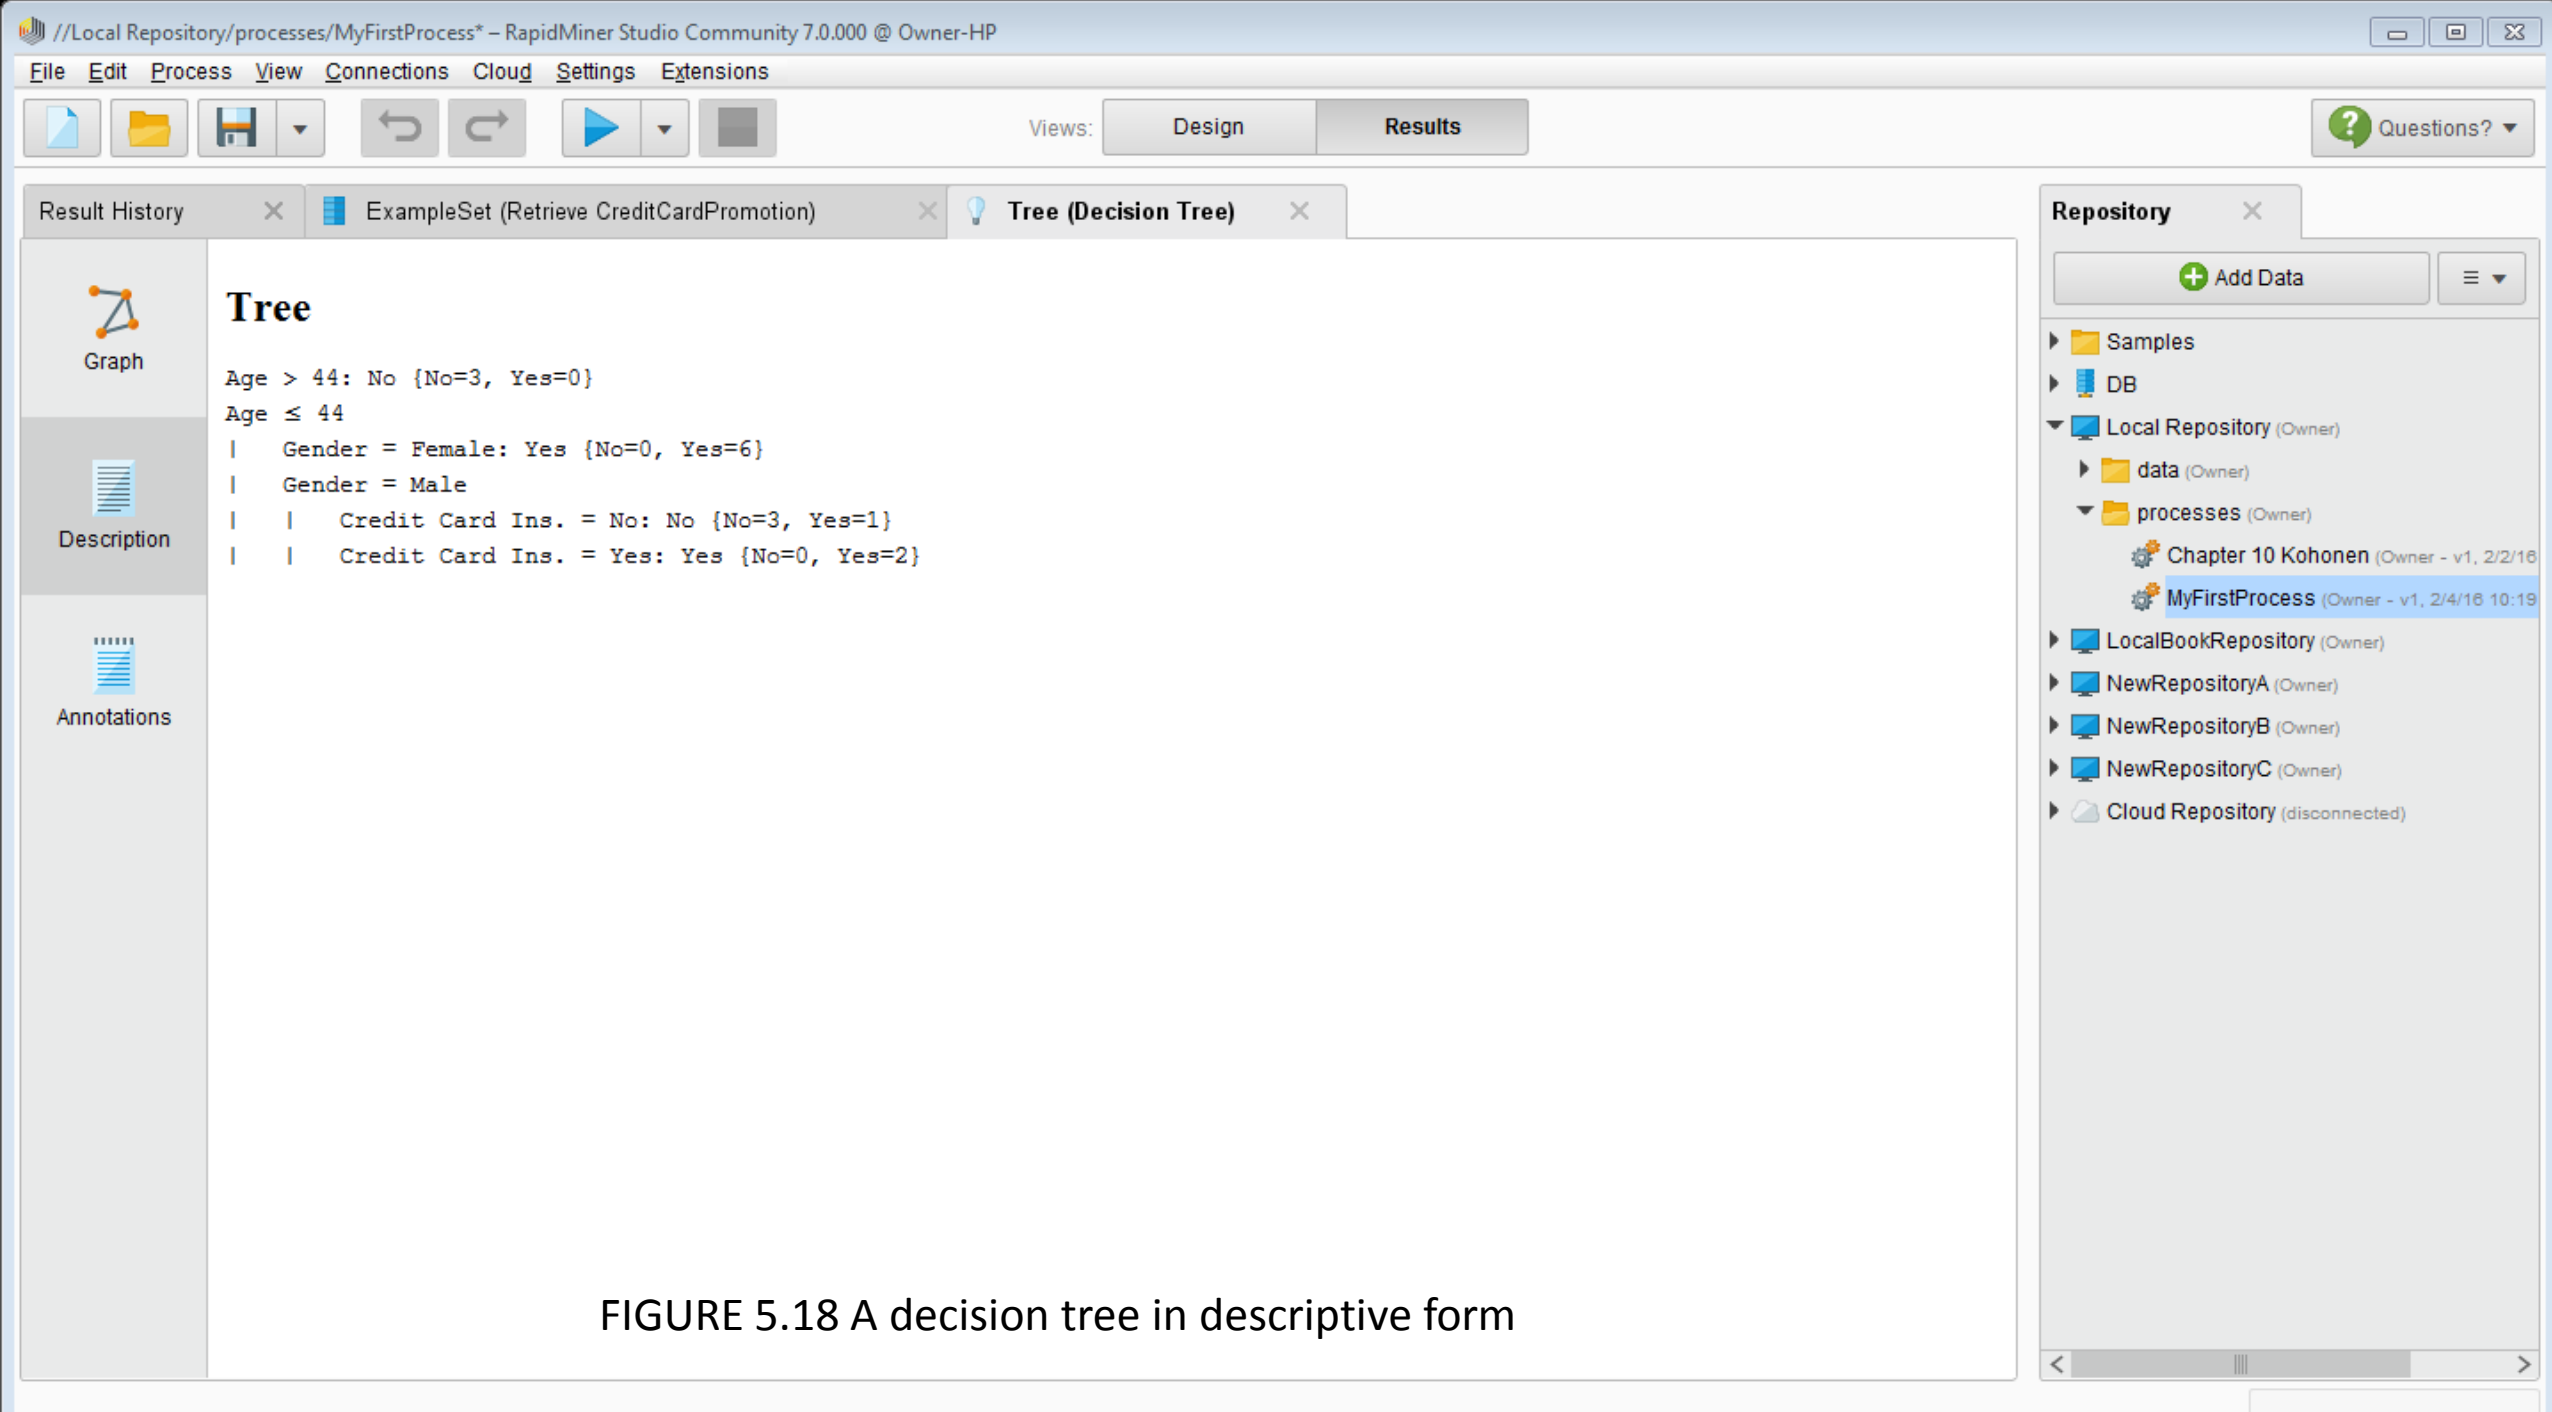 //Local Repository/processes/MyFirstProcess* – RapidMiner Studio Community 7.0.000 @ Owner-HP
File Edit Process View Connections Cloud Settings Extensions
Views: Design Results
Questions?
Result History
ExampleSet (Retrieve CreditCardPromotion)
Tree (Decision Tree)
Graph
Description
Annotations
Tree
Age > 44: No {No=3, Yes=0}
Age ≤ 44
|   Gender = Female: Yes {No=0, Yes=6}
|   Gender = Male
|   |   Credit Card Ins. = No: No {No=3, Yes=1}
|   |   Credit Card Ins. = Yes: Yes {No=0, Yes=2}
FIGURE 5.18 A decision tree in descriptive form
Repository
Add Data
Samples
DB
Local Repository (Owner)
data (Owner)
processes (Owner)
Chapter 10 Kohonen (Owner - v1, 2/2/16
MyFirstProcess (Owner - v1, 2/4/16 10:19
LocalBookRepository (Owner)
NewRepositoryA (Owner)
NewRepositoryB (Owner)
NewRepositoryC (Owner)
Cloud Repository (disconnected)